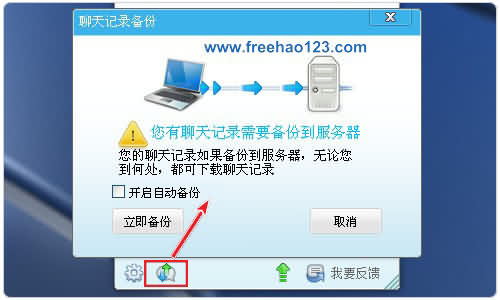 聊天记录备份
www.freehao123.com
您有聊天记录需要备份到服务器
您的聊天记录如果备份到服务器，无论您
到何处，都可下载聊天记录
开启自动备份
立即备份
取消
我要反馈